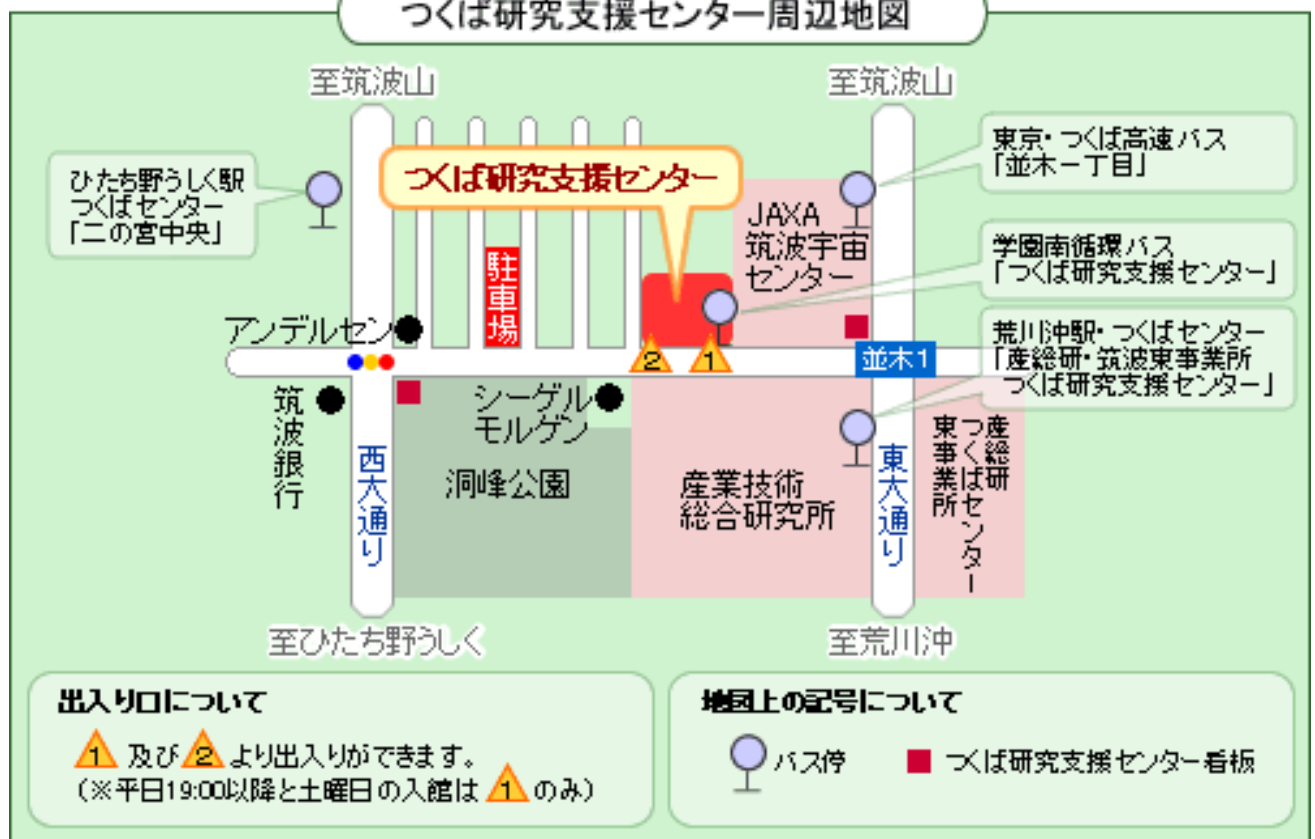 つくば研究支援センター周辺地図
至筑波山
至筑波山
ひたち野うしく駅
つくばセンター
「二の宮中央」
つくば研究支援センター
東京・つくば高速バス
「並木一丁目」
JAXA
筑波宇宙
センター
学園南循環バス
「つくば研究支援センター」
駐車場
アンデルセン
荒川沖駅・つくばセンター
「産総研・筑波東事業所
つくば研究支援センター」
2
1
並木1
筑波銀行
シーゲル
モルゲン
西大通り
洞峰公園
産業技術
総合研究所
東大通り
産総研
つくばセンター
東事業所
至ひたち野うしく
至荒川沖
出入り口について
1 及び 2 より出入りができます。
(※平日19:00以降と土曜日の入館は 1 のみ)
地図上の記号について
バス停
つくば研究支援センター看板